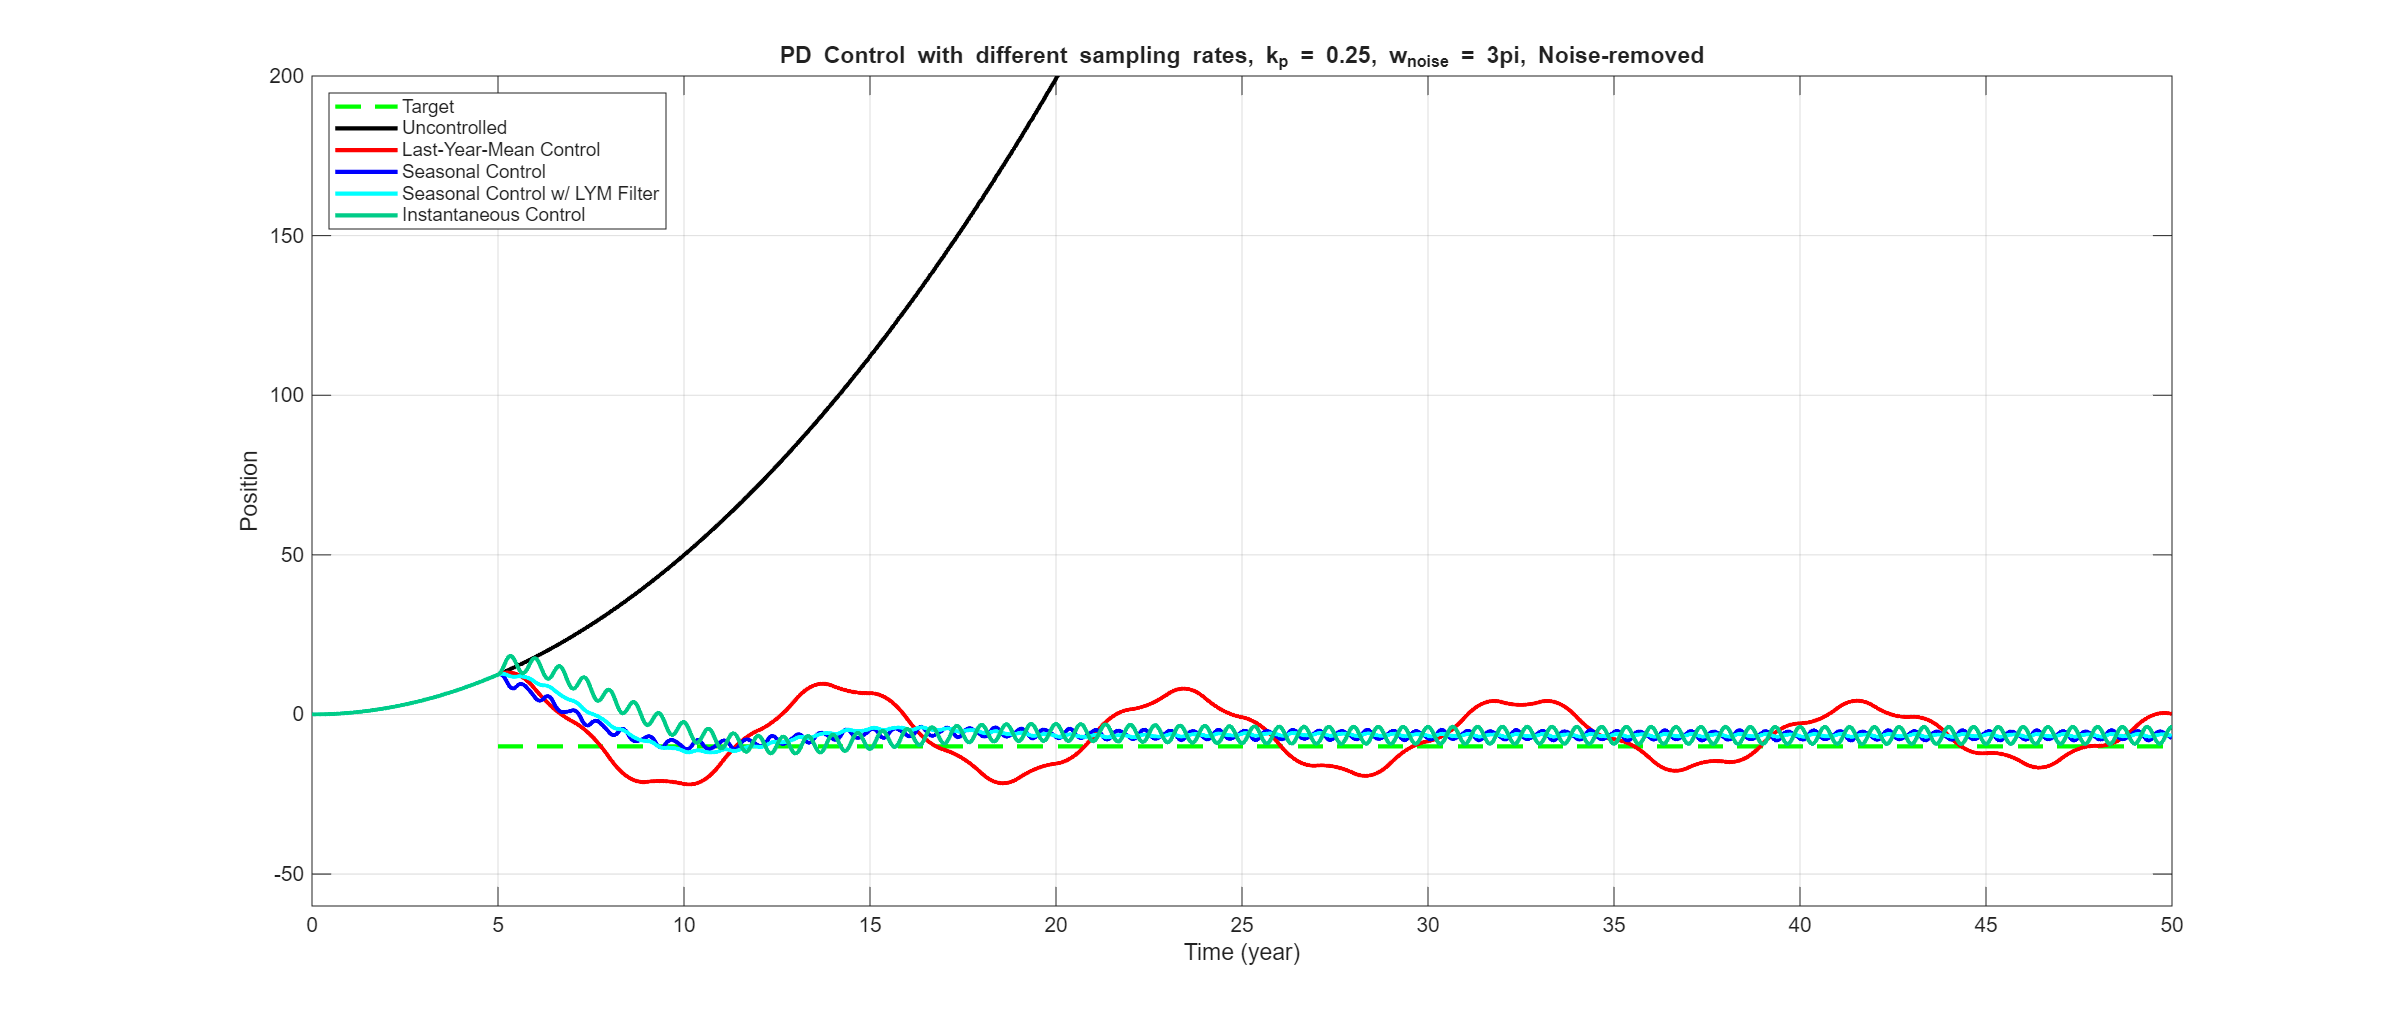 PD Control with different sampling rates, kp = 0.25, wnoise = 3pi, Noise-removed
Target
Uncontrolled
Last-Year-Mean Control
Seasonal Control
Seasonal Control w/ LYM Filter
Instantaneous Control
200
150
100
50
0
-50
Position
0 5 10 15 20 25 30 35 40 45 50
Time (year)